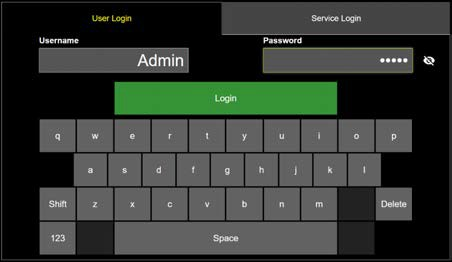 User Login Service Login
Username Password
Admin •••••
Login
q w e r t y u i o p
a s d f g h j k l
Shift z x c v b n m Delete
123 Space